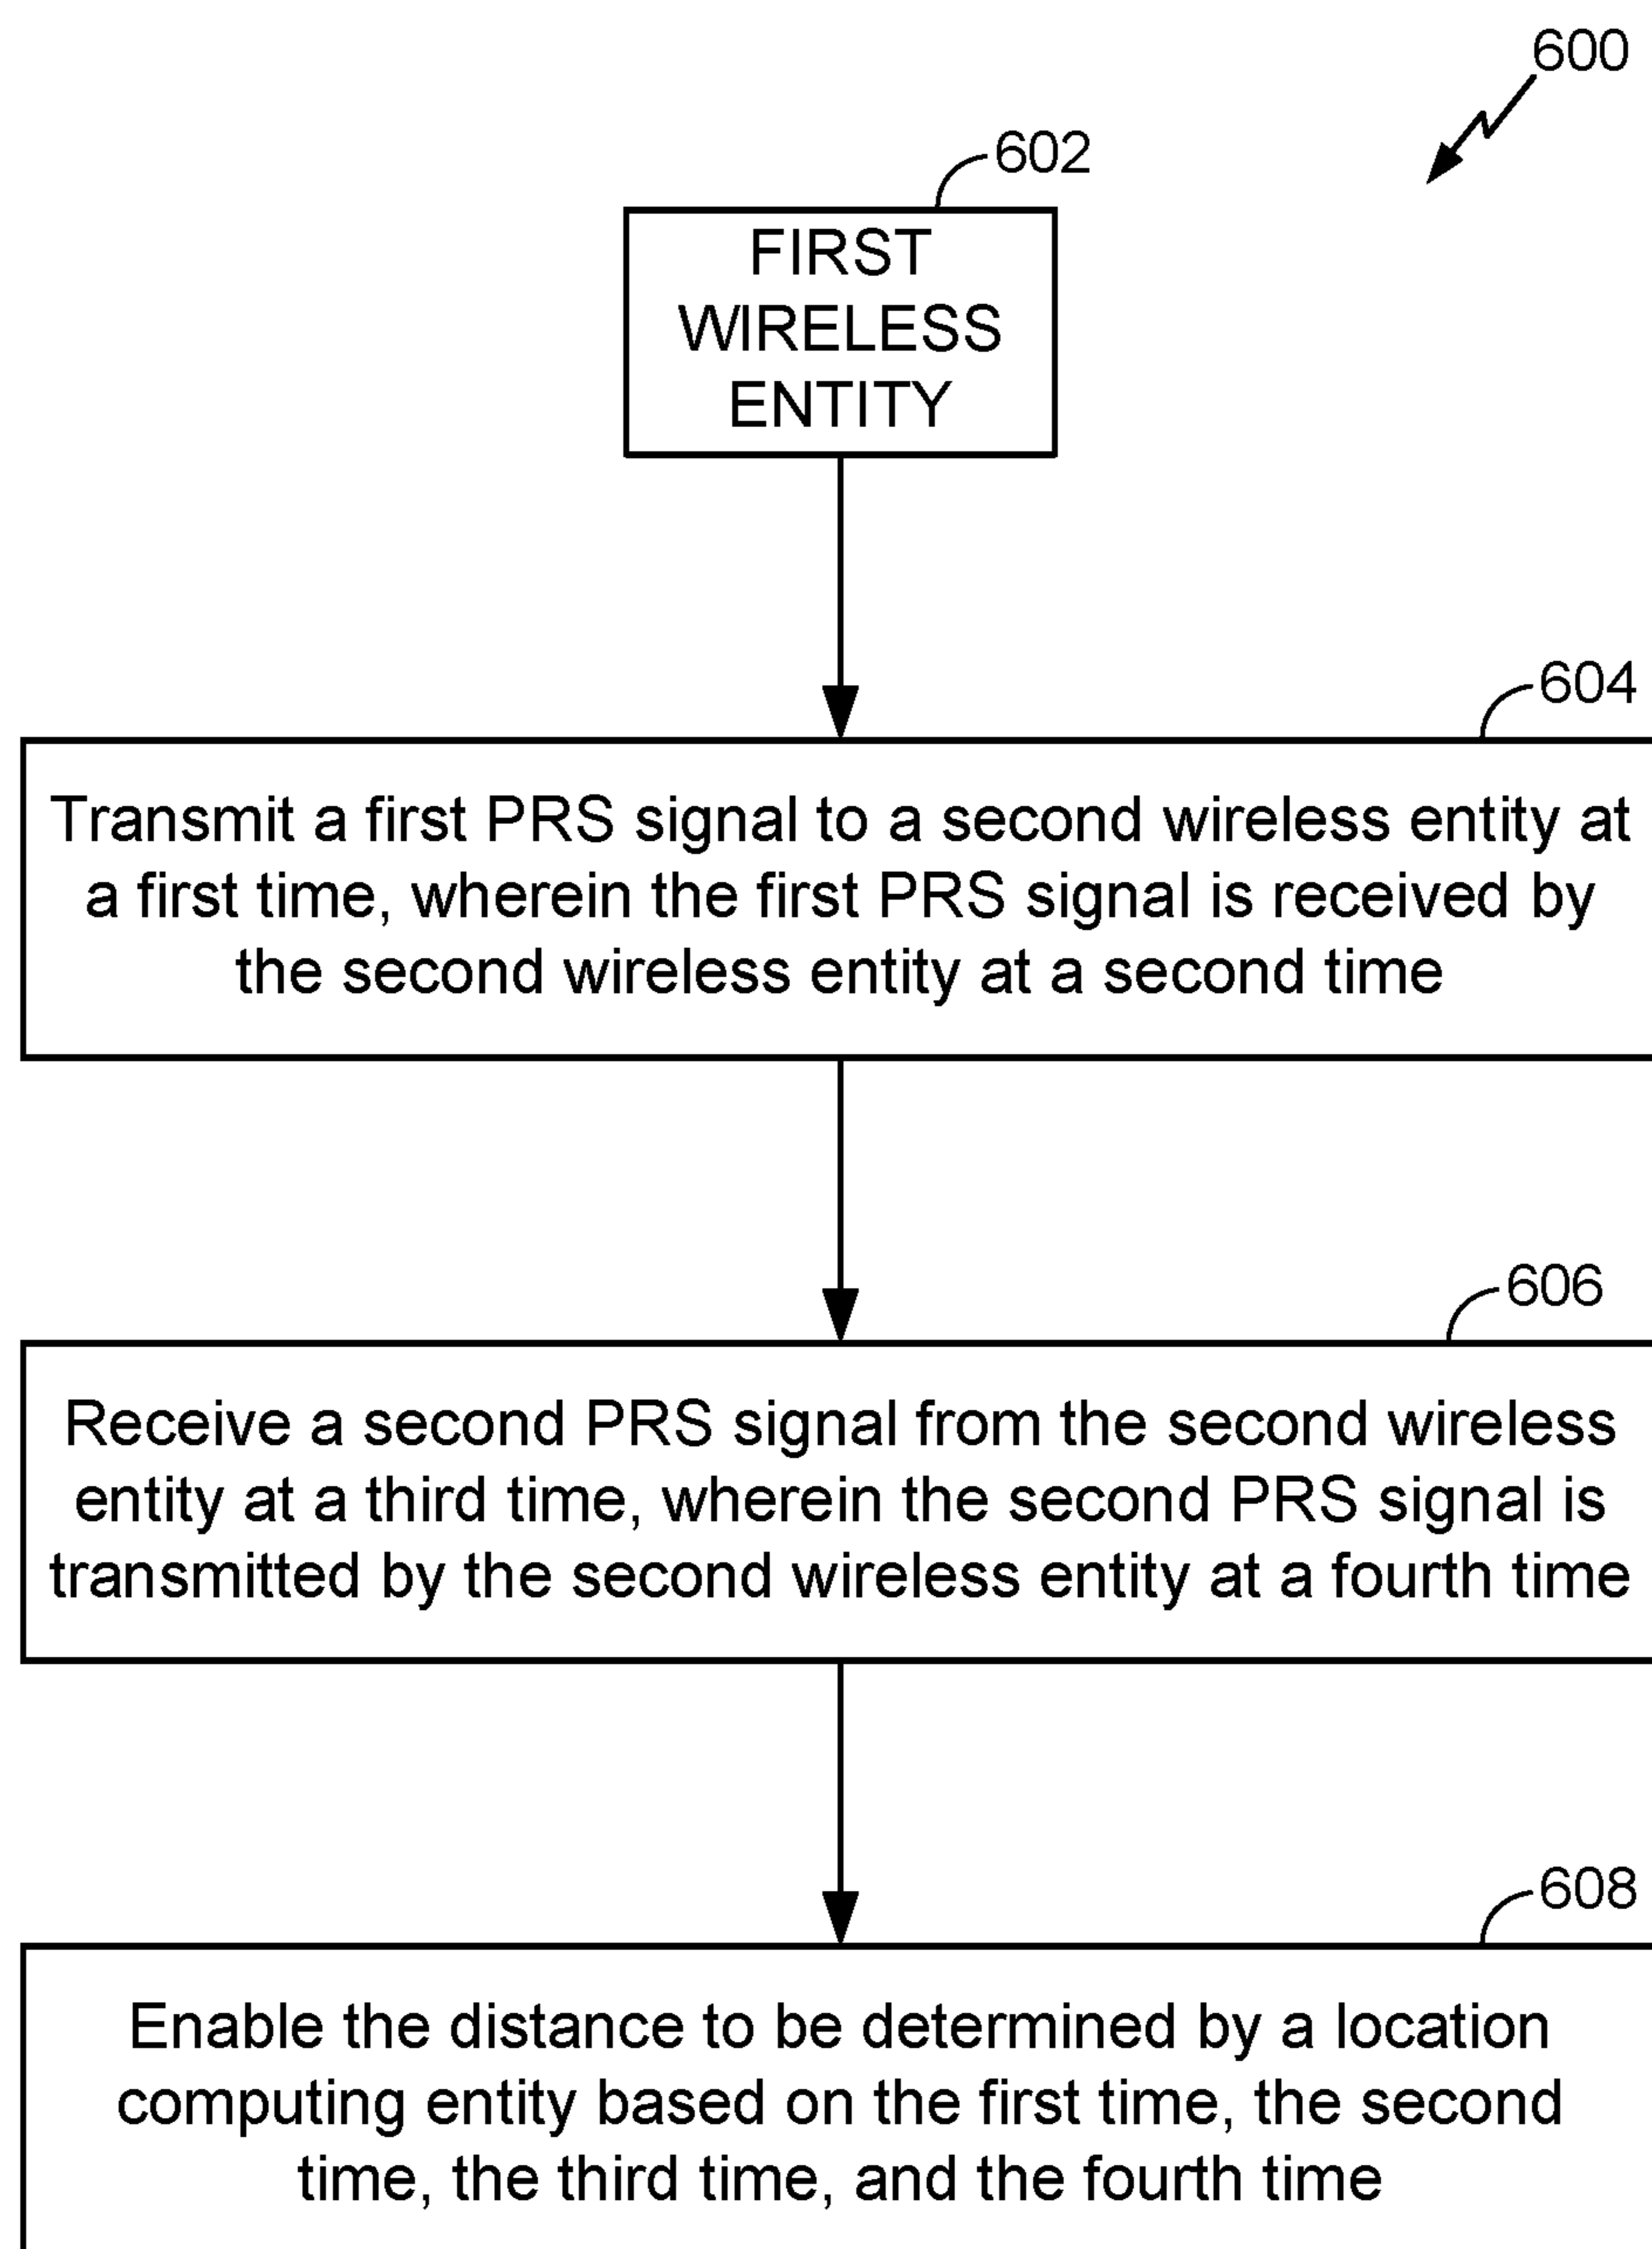 600
602
FIRST
WIRELESS
ENTITY
604
Transmit a first PRS signal to a second wireless entity at
a first time, wherein the first PRS signal is received by
the second wireless entity at a second time
606
Receive a second PRS signal from the second wireless
entity at a third time, wherein the second PRS signal is
transmitted by the second wireless entity at a fourth time
608
Enable the distance to be determined by a location
computing entity based on the first time, the second
time, the third time, and the fourth time